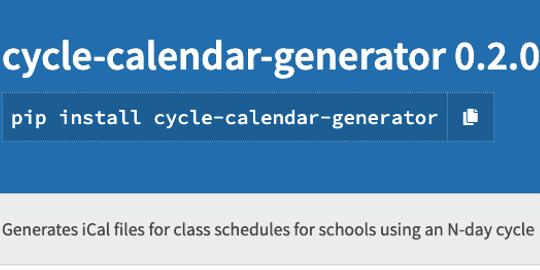 cycle-calendar-generator 0.2.0
pip install cycle-calendar-generator
Generates iCal files for class schedules for schools using an N-day cycle